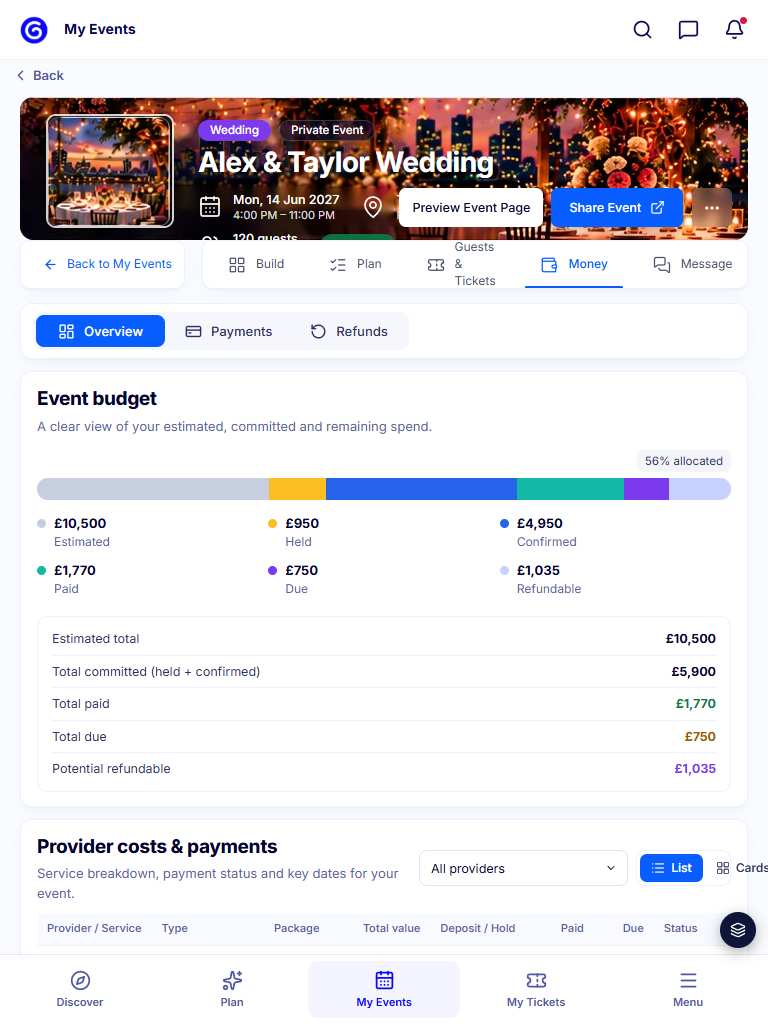 My Events
Back
Wedding
Private Event
Alex & Taylor Wedding
Mon, 14 Jun 2027
4:00 PM – 11:00 PM
120 guests
Preview Event Page
Share Event
Back to My Events
Build
Plan
Guests
&
Tickets
Money
Message
Overview
Payments
Refunds
Event budget
A clear view of your estimated, committed and remaining spend.
56% allocated
£10,500
Estimated
£950
Held
£4,950
Confirmed
£1,770
Paid
£750
Due
£1,035
Refundable
Estimated total £10,500
Total committed (held + confirmed) £5,900
Total paid £1,770
Total due £750
Potential refundable £1,035
Provider costs & payments
Service breakdown, payment status and key dates for your
event.
All providers
List
Cards
Provider / Service Type Package Total value Deposit / Hold Paid Due Status
Discover
Plan
My Events
My Tickets
Menu